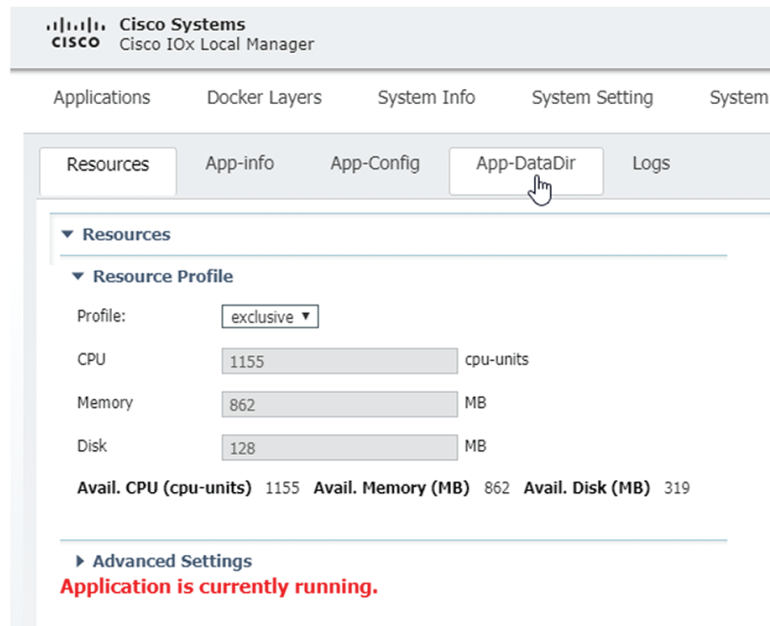 Cisco Systems
CISCO Cisco IOx Local Manager
Applications Docker Layers System Info System Setting System
Resources App-info App-Config App-DataDir Logs
Resources
Resource Profile
Profile: exclusive
CPU 1155 cpu-units
Memory 862 MB
Disk 128 MB
Avail. CPU (cpu-units) 1155 Avail. Memory (MB) 862 Avail. Disk (MB) 319
Advanced Settings
Application is currently running.